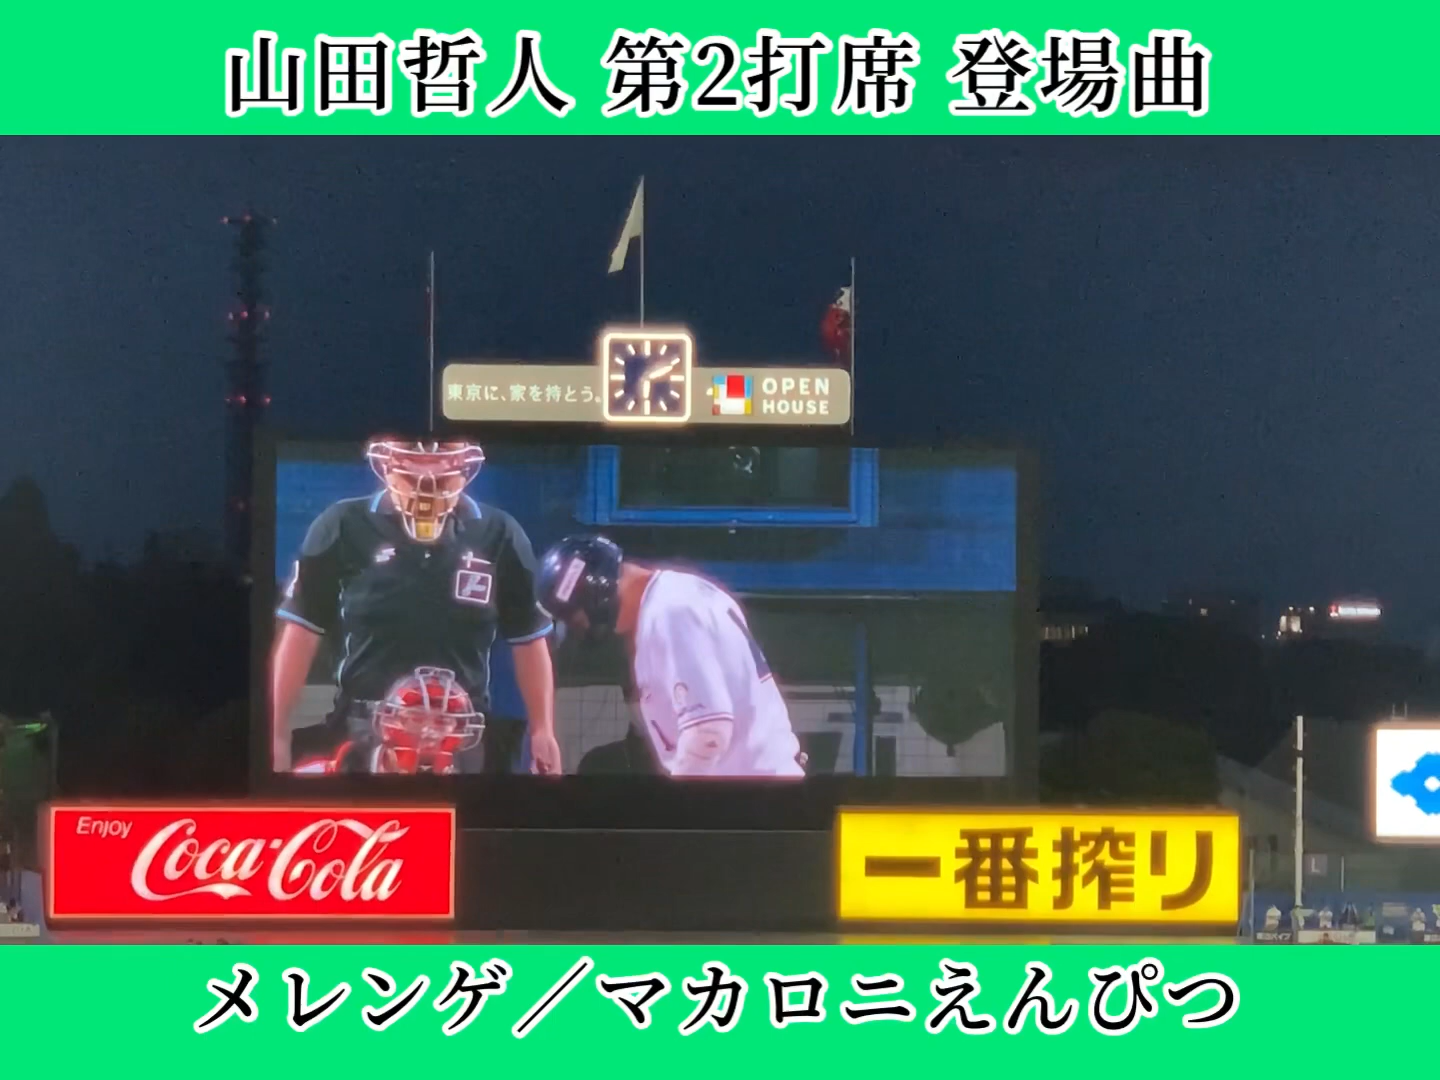 山田哲人 第2打席 登場曲
東京に、家を持とう。
OPEN
HOUSE
Enjoy
Coca-Cola
一番搾り
メレンゲ／マカロニえんぴつ